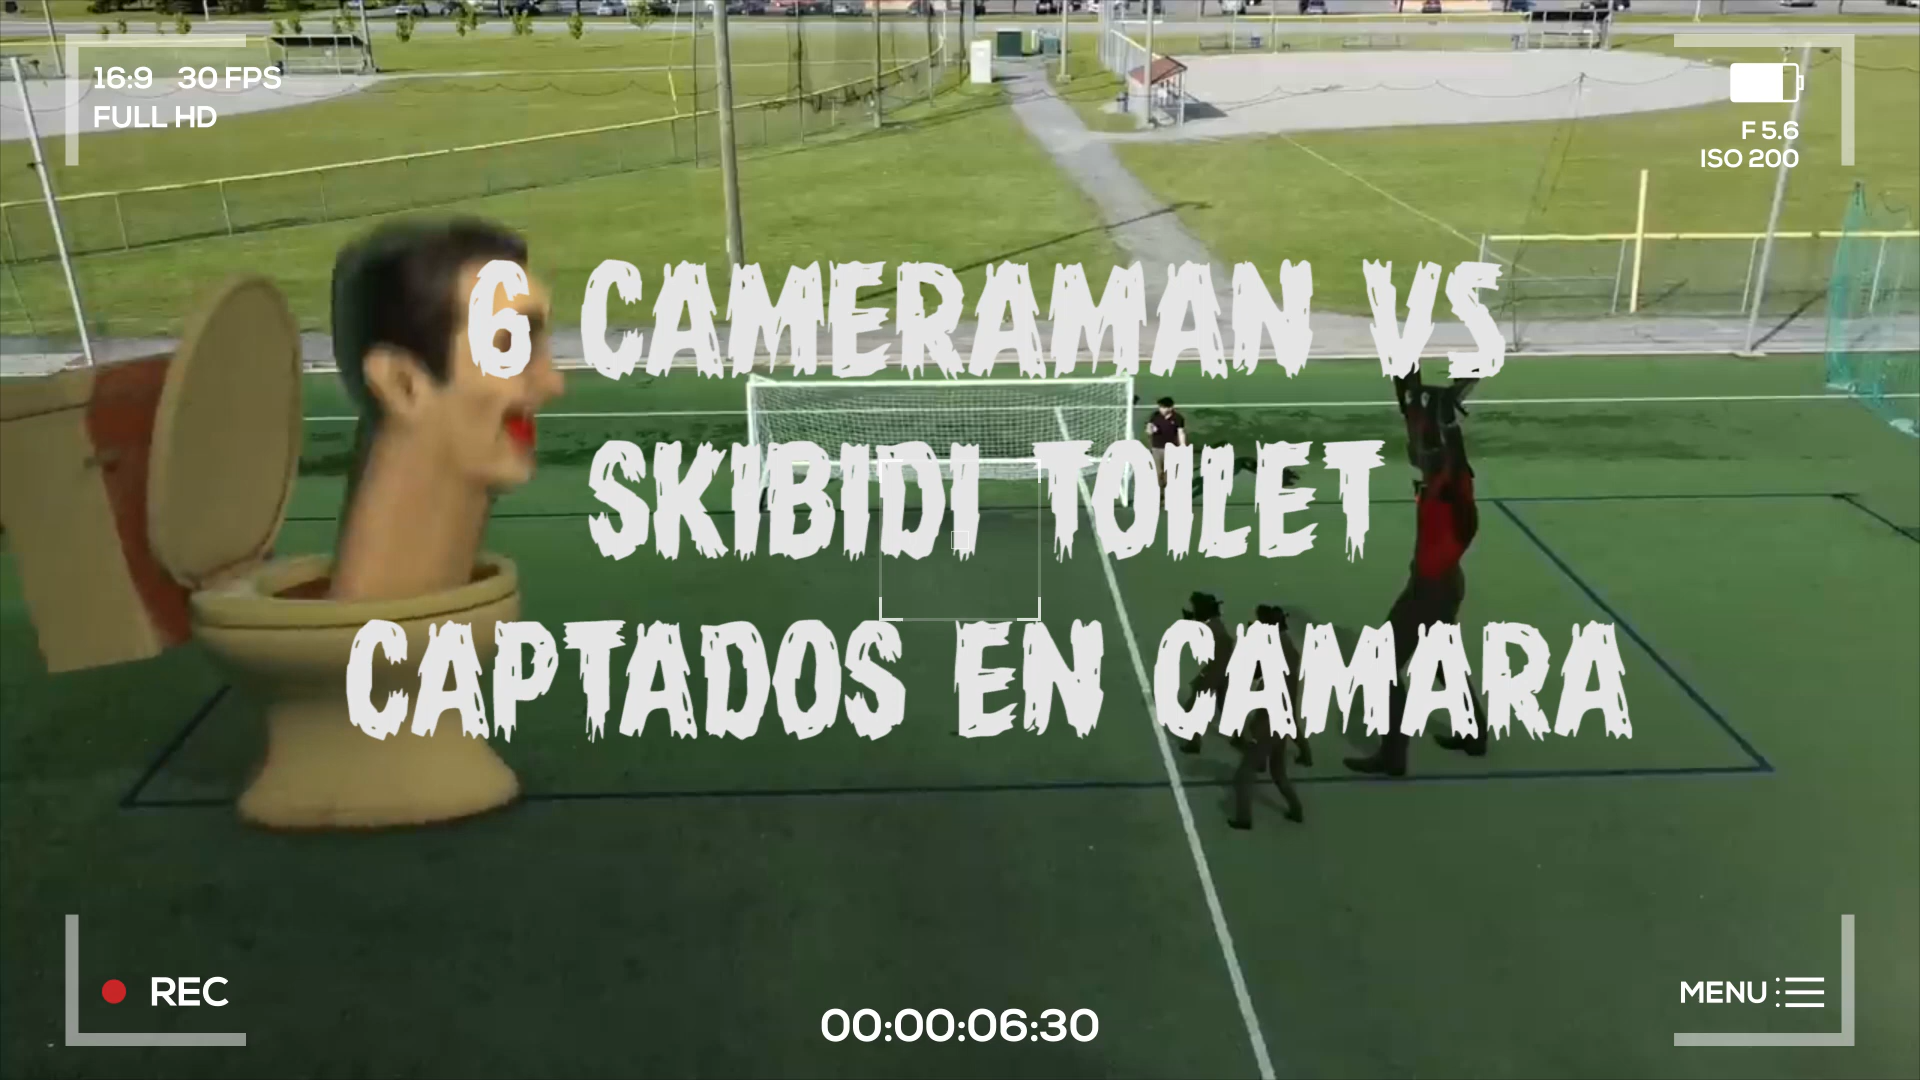 16:9 30 FPS
FULL HD
F 5.6
ISO 200
6 CAMERAMAN VS
SKIBIDI TOILET
CAPTADOS EN CAMARA
REC
00:00:06:30
MENU